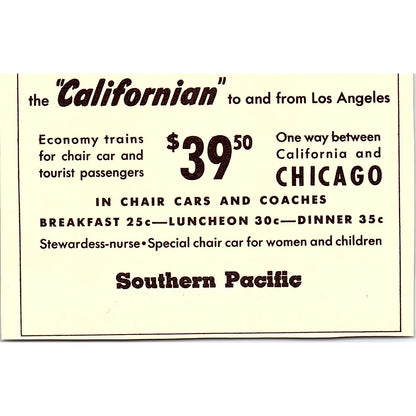 the "Californian" to and from Los Angeles
Economy trains
for chair car and
tourist passengers
$39.50
One way between
California and
CHICAGO
IN CHAIR CARS AND COACHES
BREAKFAST 25c—LUNCHEON 30c—DINNER 35c
Stewardess-nurse • Special chair car for women and children
Southern Pacific